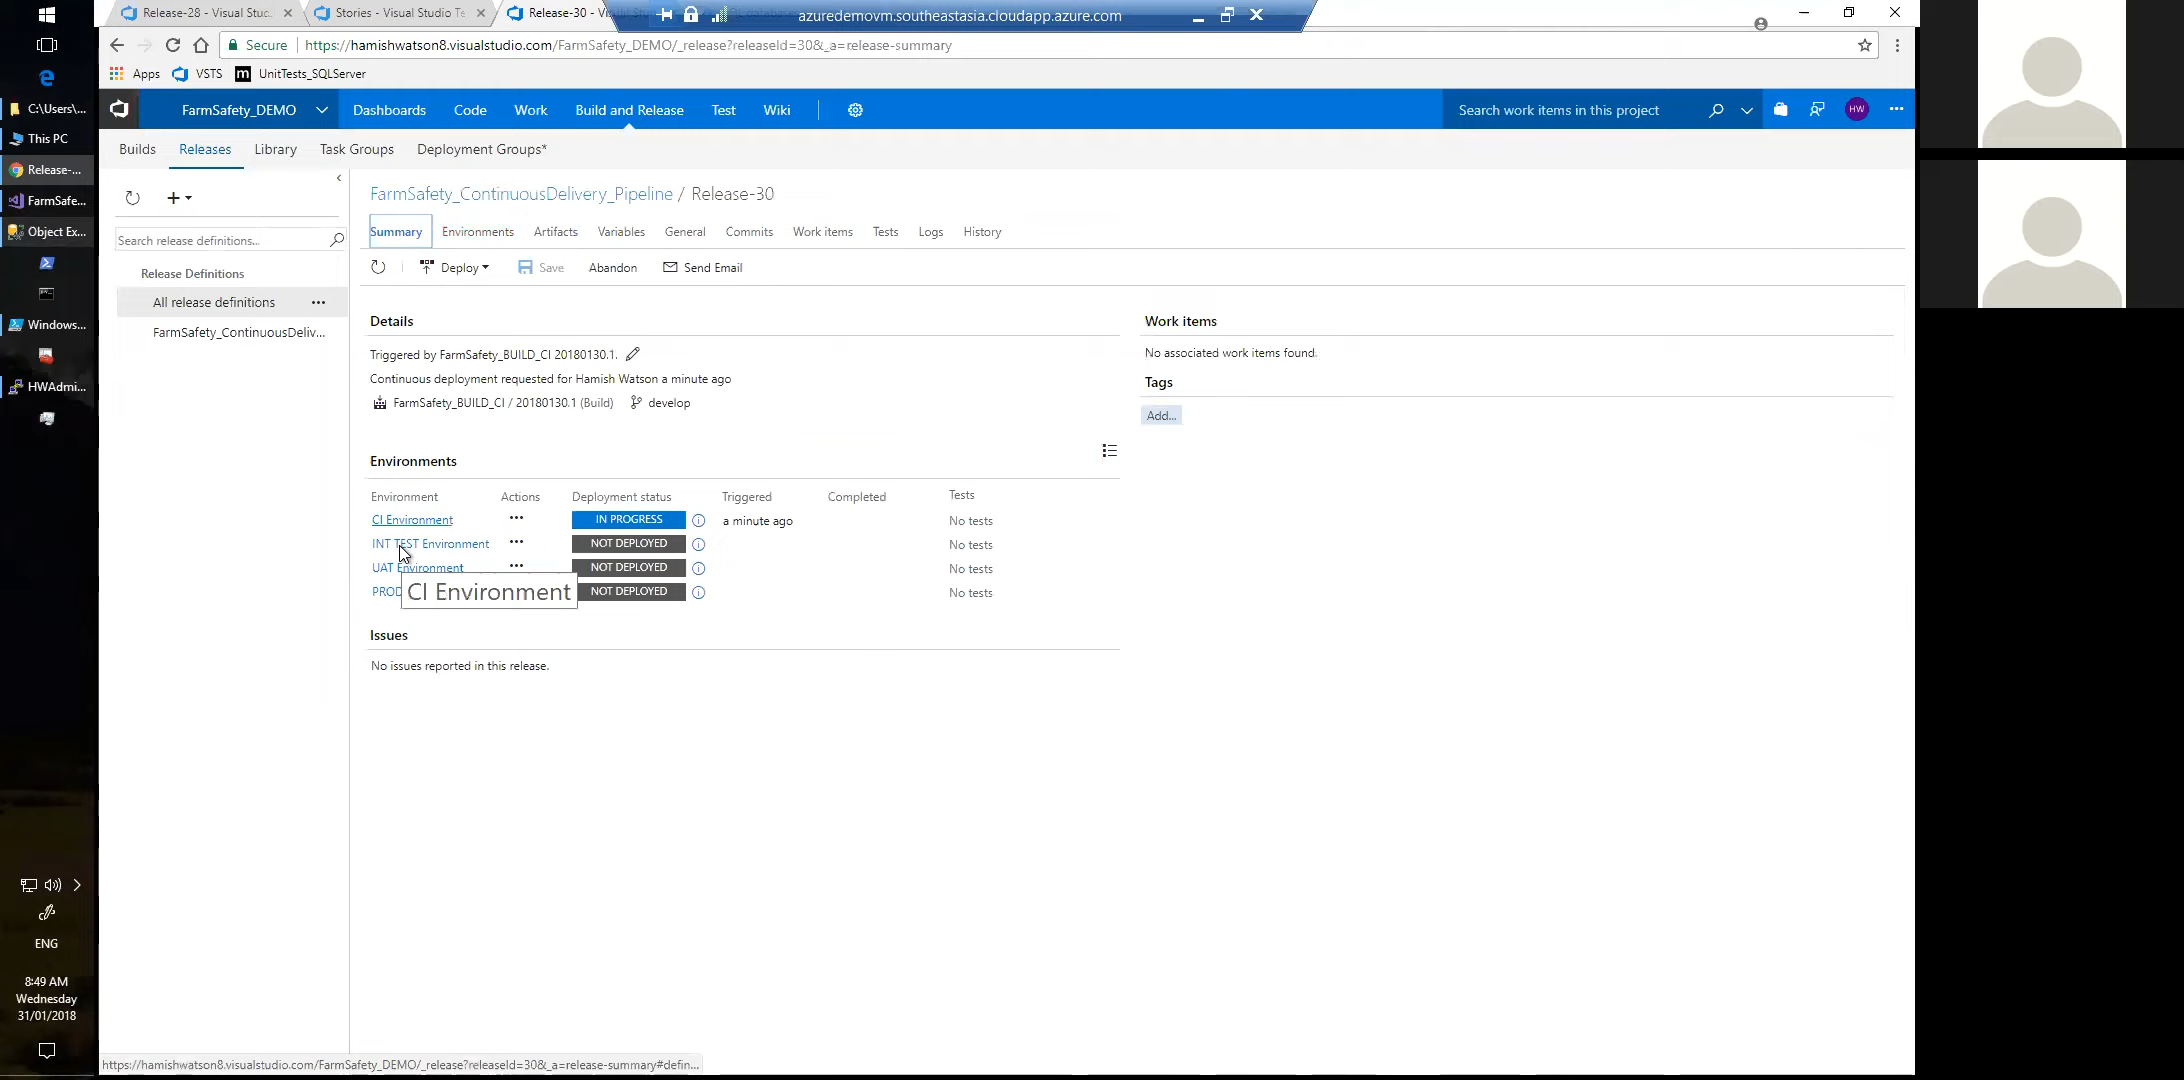 Release-28 - Visual Stud
Stories - Visual Studio Te
Release-30 - Vi
azuredemovm.southeastasia.cloudapp.azure.com
Secure
https://hamishwatson8.visualstudio.com/FarmSafety_DEMO/_release?releaseId=30&_a=release-summary
Apps
VSTS
m
UnitTests_SQLServer
FarmSafety_DEMO
Dashboards
Code
Work
Build and Release
Test
Wiki
Search work items in this project
HW
Builds
Releases
Library
Task Groups
Deployment Groups*
Search release definitions...
Release Definitions
All release definitions
FarmSafety_ContinuousDeliv...
FarmSafety_ContinuousDelivery_Pipeline / Release-30
Summary
Environments
Artifacts
Variables
General
Commits
Work items
Tests
Logs
History
Deploy
Save
Abandon
Send Email
Details
Triggered by FarmSafety_BUILD_CI 20180130.1.
Continuous deployment requested for Hamish Watson a minute ago
FarmSafety_BUILD_CI / 20180130.1 (Build)
develop
Work items
No associated work items found.
Tags
Add...
Environments
Environment Actions Deployment status Triggered Completed Tests
CI Environment ... IN PROGRESS a minute ago No tests
INT TEST Environment ... NOT DEPLOYED No tests
UAT Environment ... NOT DEPLOYED No tests
PROD NOT DEPLOYED No tests
CI Environment
Issues
No issues reported in this release.
https://hamishwatson8.visualstudio.com/FarmSafety_DEMO/_release?releaseId=30&_a=release-summary#defin...
C:\Users\...
This PC
Release-...
FarmSafe...
Object Ex...
Windows...
HWAdmi...
ENG
8:49 AM
Wednesday
31/01/2018